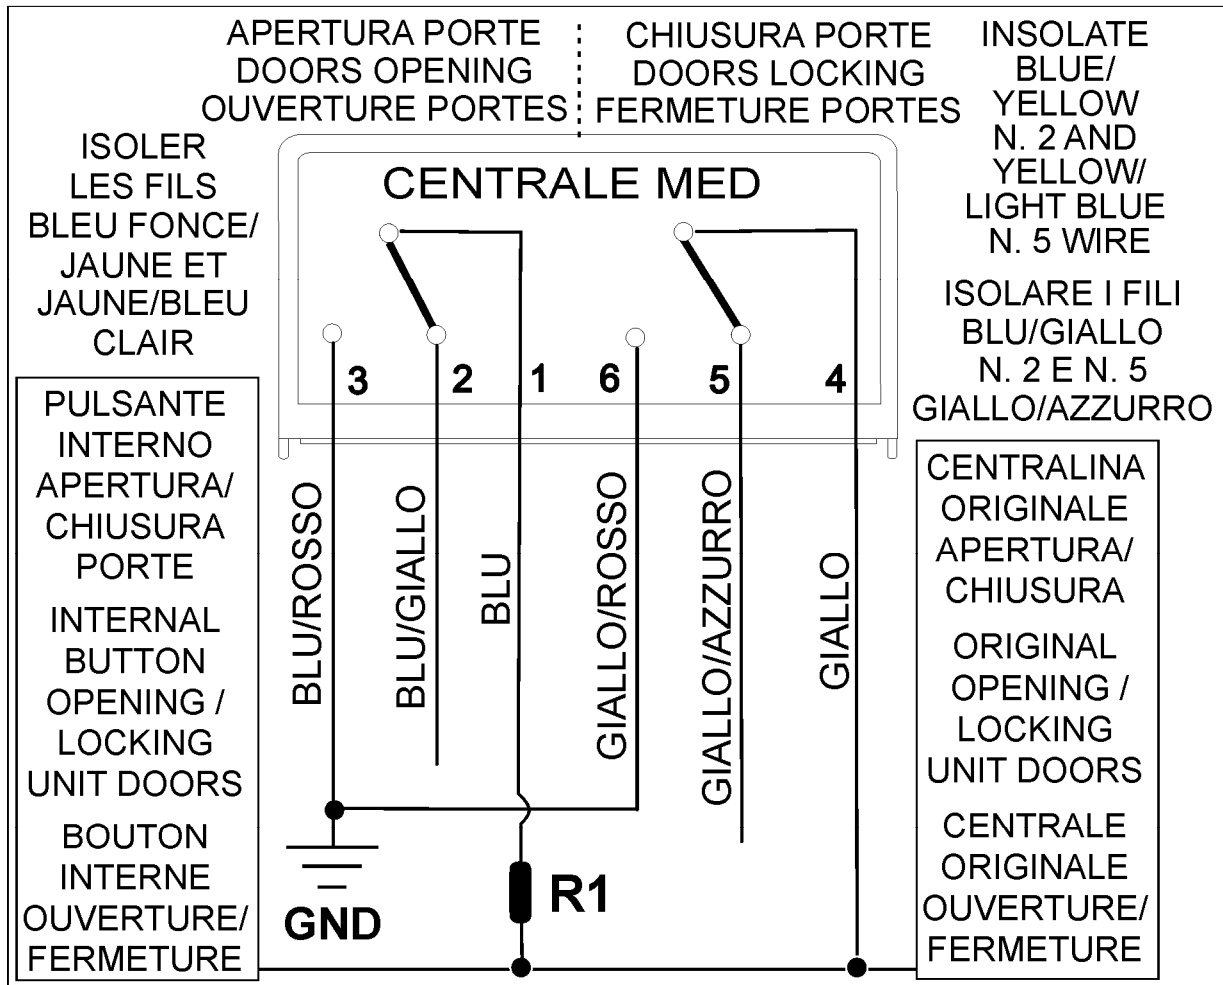 APERTURA PORTE
DOORS OPENING
OUVERTURE PORTES
CHIUSURA PORTE
DOORS LOCKING
FERMETURE PORTES
INSOLATE
BLUE/
YELLOW
N. 2 AND
YELLOW/
LIGHT BLUE
N. 5 WIRE
ISOLER
LES FILS
BLEU FONCE/
JAUNE ET
JAUNE/BLEU
CLAIR
CENTRALE MED
ISOLARE I FILI
BLU/GIALLO
N. 2 E N. 5
GIALLO/AZZURRO
3 2 1 6 5 4
PULSANTE
INTERNO
APERTURA/
CHIUSURA
PORTE
INTERNAL
BUTTON
OPENING /
LOCKING
UNIT DOORS
BOUTON
INTERNE
OUVERTURE/
FERMETURE
BLU/ROSSO
BLU/GIALLO
BLU
GIALLO/ROSSO
GIALLO/AZZURRO
GIALLO
GND
R1
CENTRALINA
ORIGINALE
APERTURA/
CHIUSURA
ORIGINAL
OPENING /
LOCKING
UNIT DOORS
CENTRALE
ORIGINALE
OUVERTURE/
FERMETURE